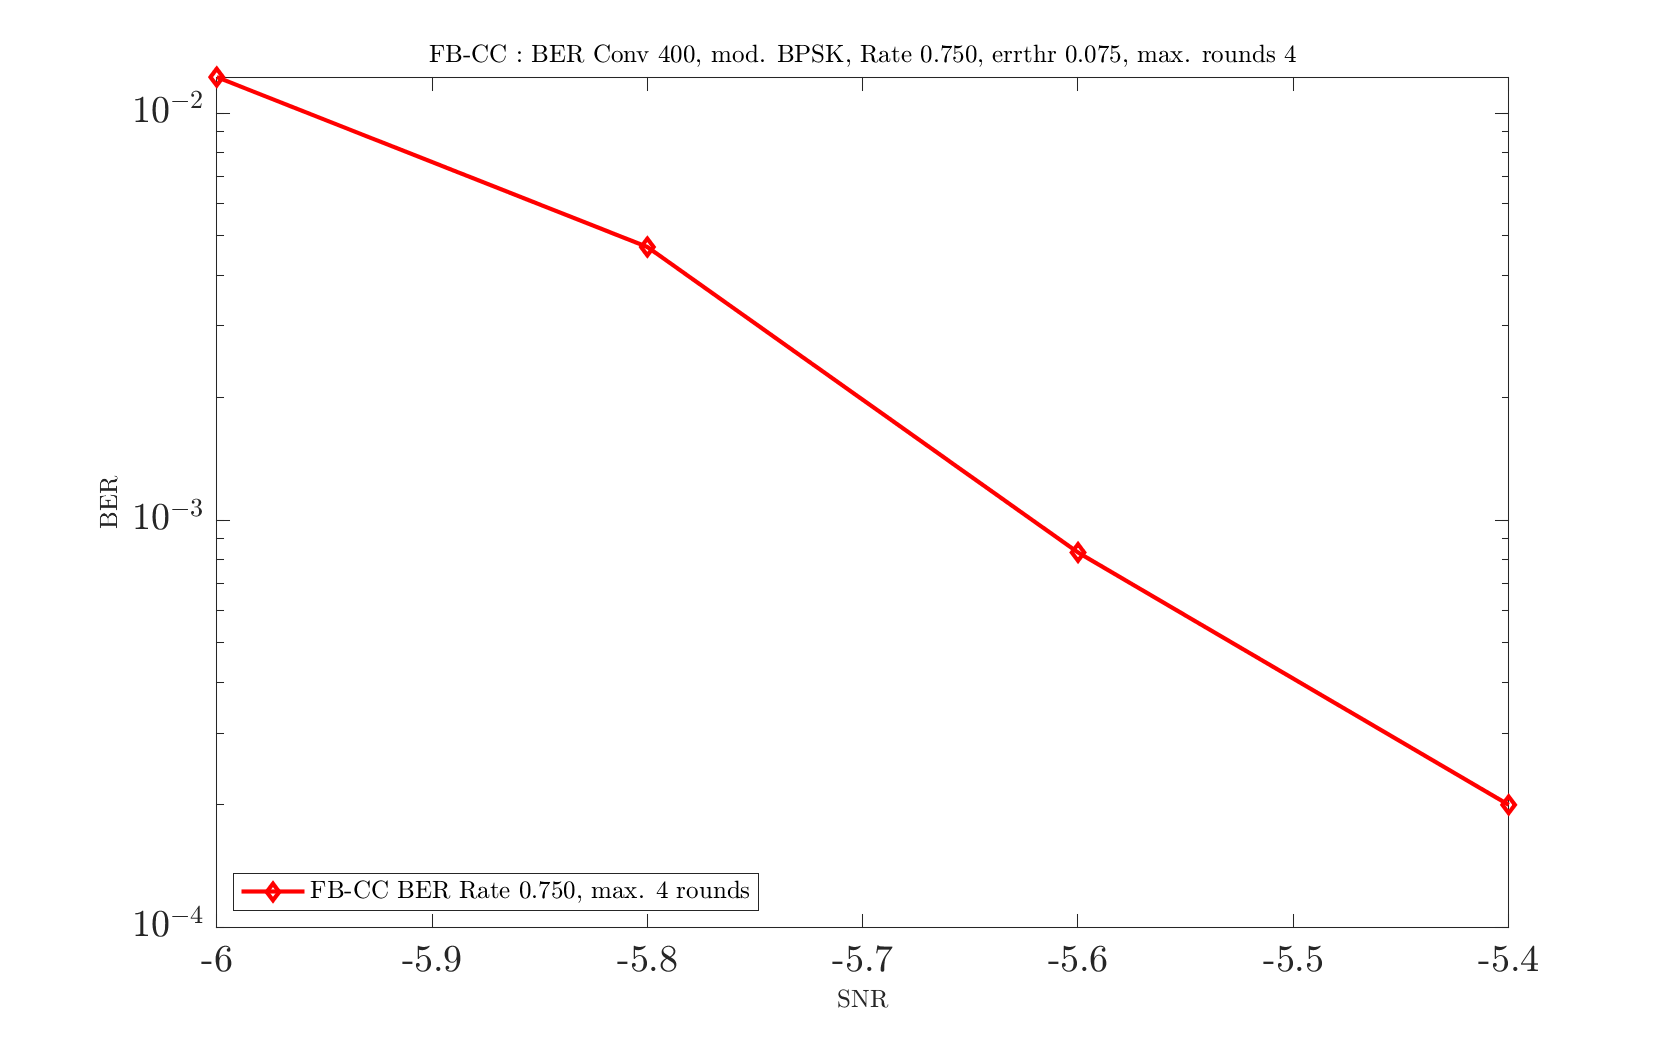 FB-CC : BER Conv 400, mod. BPSK, Rate 0.750, errthr 0.075, max. rounds 4
10⁻²
10⁻³
10⁻⁴
BER
FB-CC BER Rate 0.750, max. 4 rounds
-6 -5.9 -5.8 -5.7 -5.6 -5.5 -5.4
SNR